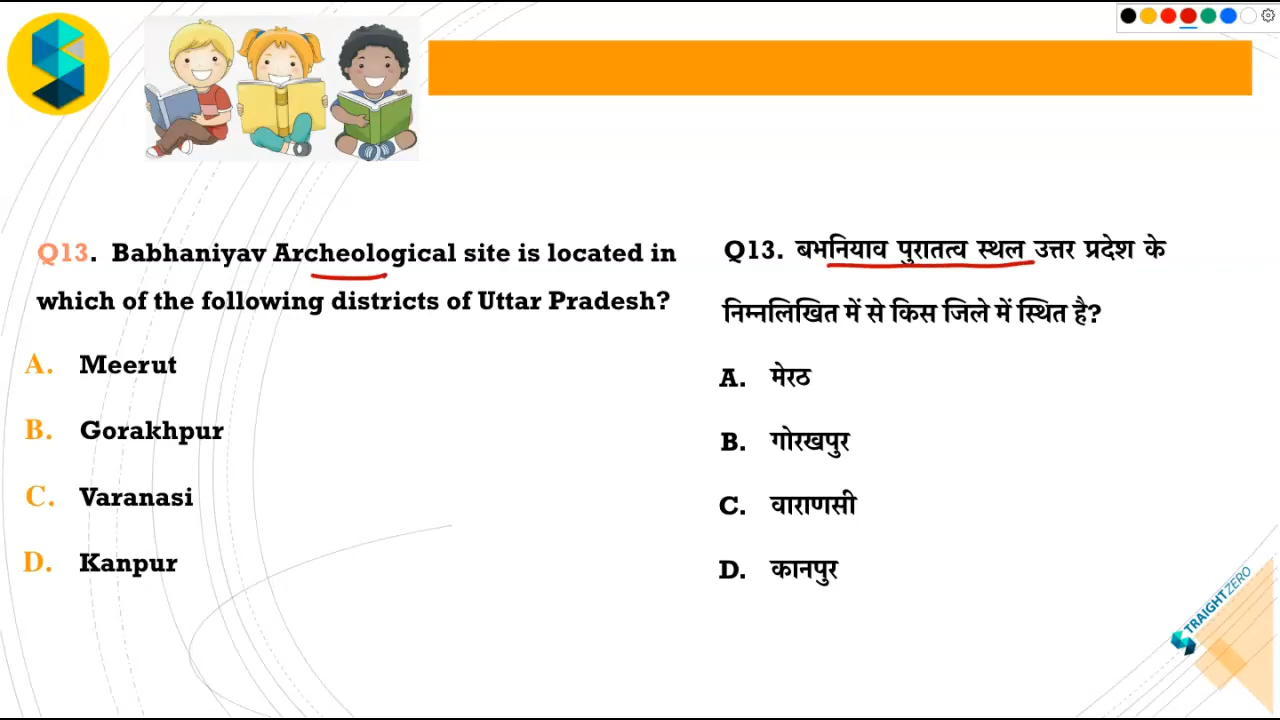 Q13. Babhaniyav Archeological site is located in
which of the following districts of Uttar Pradesh?
A. Meerut
B. Gorakhpur
C. Varanasi
D. Kanpur
Q13. बभनियाव पुरातत्व स्थल उत्तर प्रदेश के
निम्नलिखित में से किस जिले में स्थित है?
A. मेरठ
B. गोरखपुर
C. वाराणसी
D. कानपुर
TRAIGHTZERO